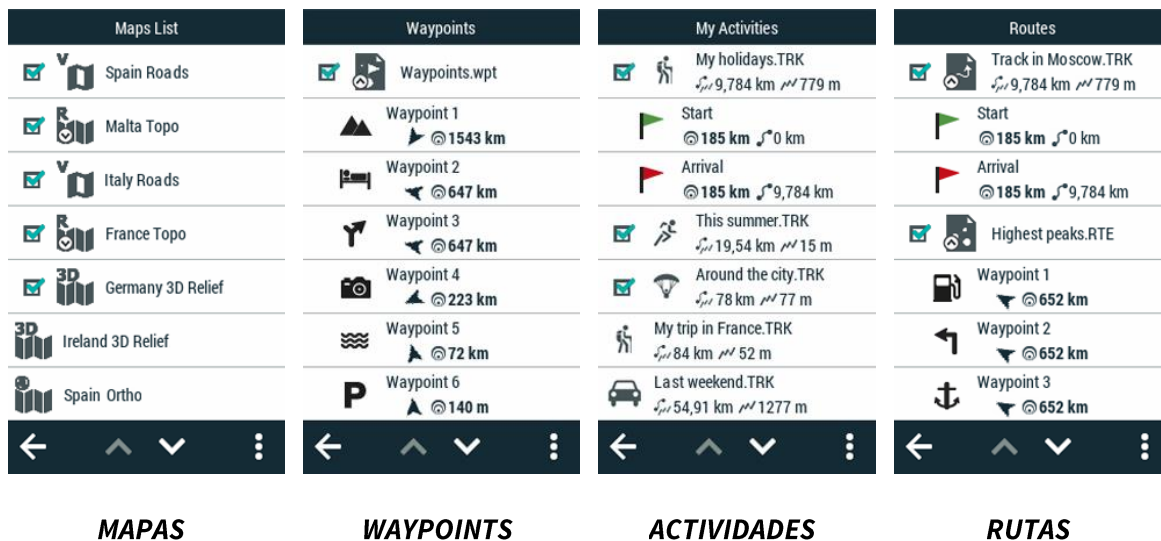 Maps List
V
Spain Roads
R
Malta Topo
V
Italy Roads
R
France Topo
3D
Germany 3D Relief
3D
Ireland 3D Relief
Spain Ortho
Waypoints
Waypoints.wpt
Waypoint 1
1543 km
Waypoint 2
647 km
Waypoint 3
647 km
Waypoint 4
223 km
Waypoint 5
72 km
P
Waypoint 6
140 m
My Activities
My holidays.TRK
9,784 km 779 m
Start
185 km 0 km
Arrival
185 km 9,784 km
This summer.TRK
19,54 km 15 m
Around the city.TRK
78 km 77 m
My trip in France.TRK
84 km 52 m
Last weekend.TRK
54,91 km 1277 m
Routes
Track in Moscow.TRK
9,784 km 779 m
Start
185 km 0 km
Arrival
185 km 9,784 km
Highest peaks.RTE
Waypoint 1
652 km
Waypoint 2
652 km
Waypoint 3
652 km
MAPAS
WAYPOINTS
ACTIVIDADES
RUTAS